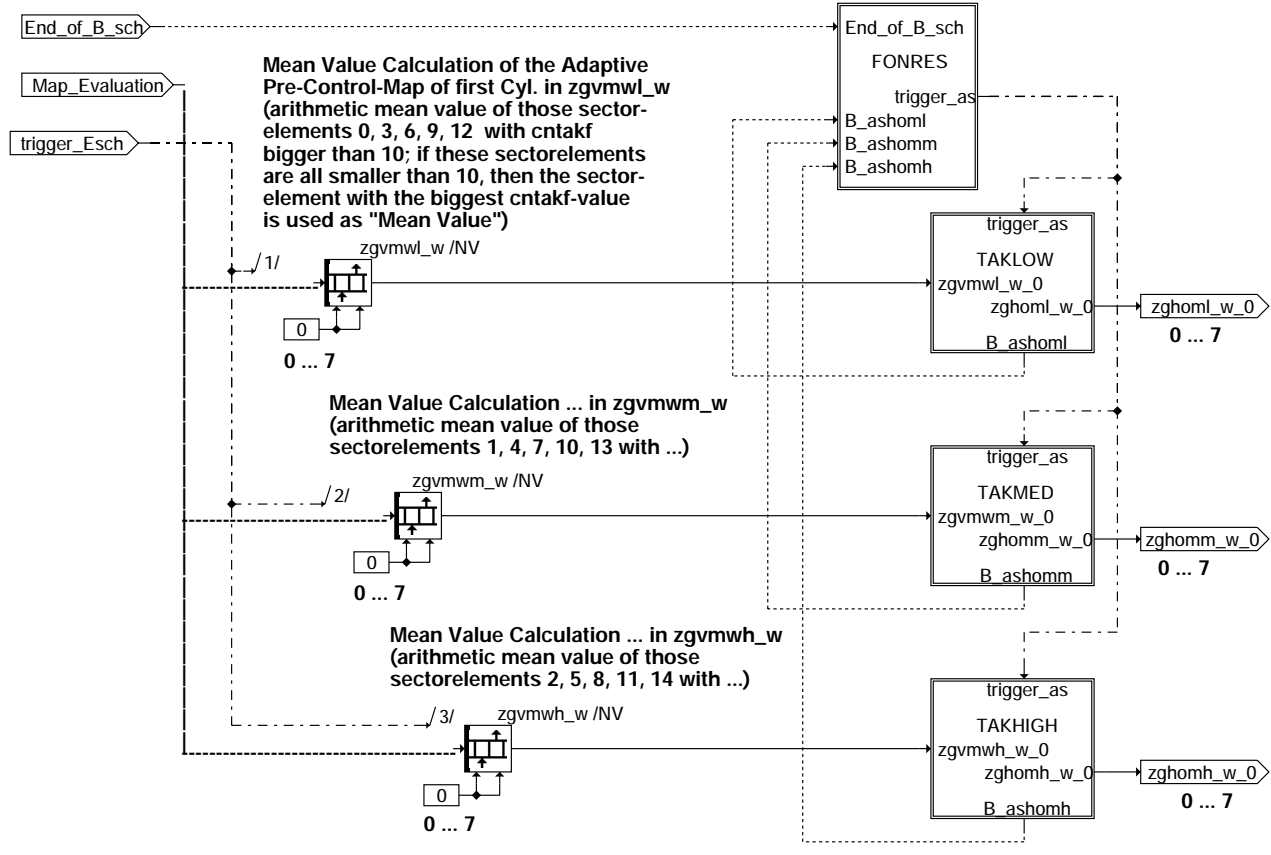 End_of_B_sch
Map_Evaluation
trigger_Esch
Mean Value Calculation of the Adaptive
Pre-Control-Map of first Cyl. in zgvmwl_w
(arithmetic mean value of those sector-
elements 0, 3, 6, 9, 12 with cntakf
bigger than 10; if these sectorelements
are all smaller than 10, then the sector-
element with the biggest cntakf-value
is used as "Mean Value")
End_of_B_sch
FONRES
trigger_as
B_ashoml
B_ashomm
B_ashomh
/1/
zgvmwl_w /NV
0
0 ... 7
trigger_as
TAKLOW
zgvmwl_w_0
zghoml_w_0
B_ashoml
zghoml_w_0
0 ... 7
Mean Value Calculation ... in zgvmwm_w
(arithmetic mean value of those
sectorelements 1, 4, 7, 10, 13 with ...)
/2/
zgvmwm_w /NV
0
0 ... 7
trigger_as
TAKMED
zgvmwm_w_0
zghomm_w_0
B_ashomm
zghomm_w_0
0 ... 7
Mean Value Calculation ... in zgvmwh_w
(arithmetic mean value of those
sectorelements 2, 5, 8, 11, 14 with ...)
/3/
zgvmwh_w /NV
0
0 ... 7
trigger_as
TAKHIGH
zgvmwh_w_0
zghomh_w_0
B_ashomh
zghomh_w_0
0 ... 7